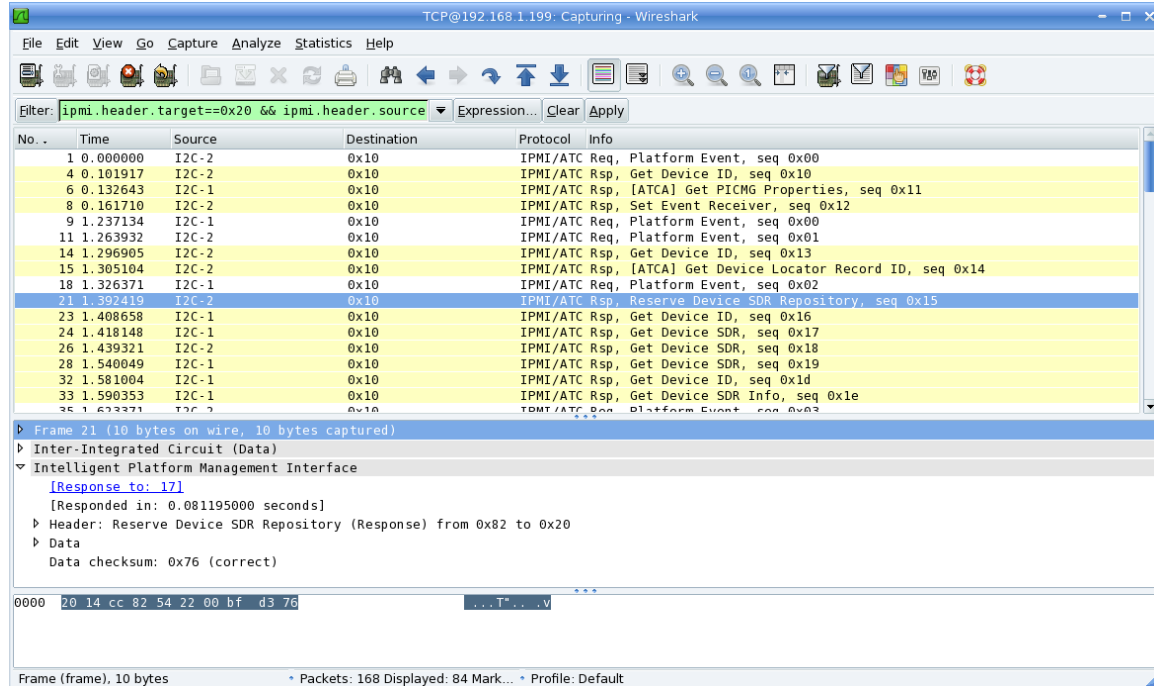 TCP@192.168.1.199: Capturing - Wireshark
File Edit View Go Capture Analyze Statistics Help
Filter: ipmi.header.target==0x20 && ipmi.header.source Expression... Clear Apply
No. . Time Source Destination Protocol Info
1 0.000000 I2C-2 0x10 IPMI/ATC Req, Platform Event, seq 0x00
4 0.101917 I2C-2 0x10 IPMI/ATC Rsp, Get Device ID, seq 0x10
6 0.132643 I2C-1 0x10 IPMI/ATC Rsp, [ATCA] Get PICMG Properties, seq 0x11
8 0.161710 I2C-2 0x10 IPMI/ATC Rsp, Set Event Receiver, seq 0x12
9 1.237134 I2C-1 0x10 IPMI/ATC Req, Platform Event, seq 0x00
11 1.263932 I2C-2 0x10 IPMI/ATC Req, Platform Event, seq 0x01
14 1.296905 I2C-2 0x10 IPMI/ATC Rsp, Get Device ID, seq 0x13
15 1.305104 I2C-2 0x10 IPMI/ATC Rsp, [ATCA] Get Device Locator Record ID, seq 0x14
18 1.326371 I2C-1 0x10 IPMI/ATC Req, Platform Event, seq 0x02
21 1.392419 I2C-2 0x10 IPMI/ATC Rsp, Reserve Device SDR Repository, seq 0x15
23 1.408658 I2C-1 0x10 IPMI/ATC Rsp, Get Device ID, seq 0x16
24 1.418148 I2C-1 0x10 IPMI/ATC Rsp, Get Device SDR, seq 0x17
26 1.439321 I2C-2 0x10 IPMI/ATC Rsp, Get Device SDR, seq 0x18
28 1.540049 I2C-1 0x10 IPMI/ATC Rsp, Get Device SDR, seq 0x19
32 1.581004 I2C-1 0x10 IPMI/ATC Rsp, Get Device ID, seq 0x1d
33 1.590353 I2C-1 0x10 IPMI/ATC Rsp, Get Device SDR Info, seq 0x1e
35 1.623371 I2C-2 0x10 IPMI/ATC Req, Platform Event, seq 0x03
Frame 21 (10 bytes on wire, 10 bytes captured)
Inter-Integrated Circuit (Data)
Intelligent Platform Management Interface
[Response to: 17]
[Responded in: 0.081195000 seconds]
Header: Reserve Device SDR Repository (Response) from 0x82 to 0x20
Data
Data checksum: 0x76 (correct)
0000 20 14 cc 82 54 22 00 bf d3 76 ...T".. .v
Frame (frame), 10 bytes Packets: 168 Displayed: 84 Mark... Profile: Default